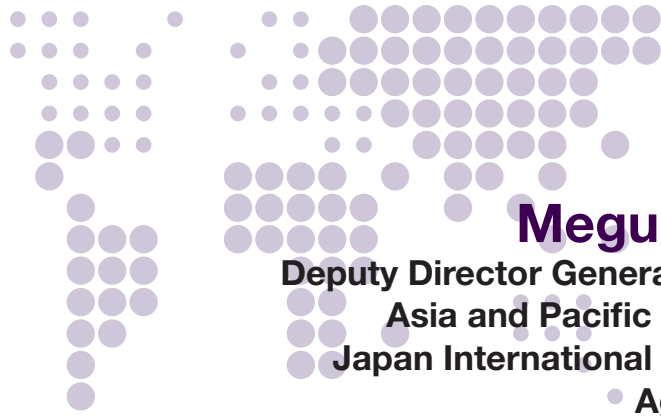 Megu
Deputy Director Genera
Asia and Pacific
Japan International